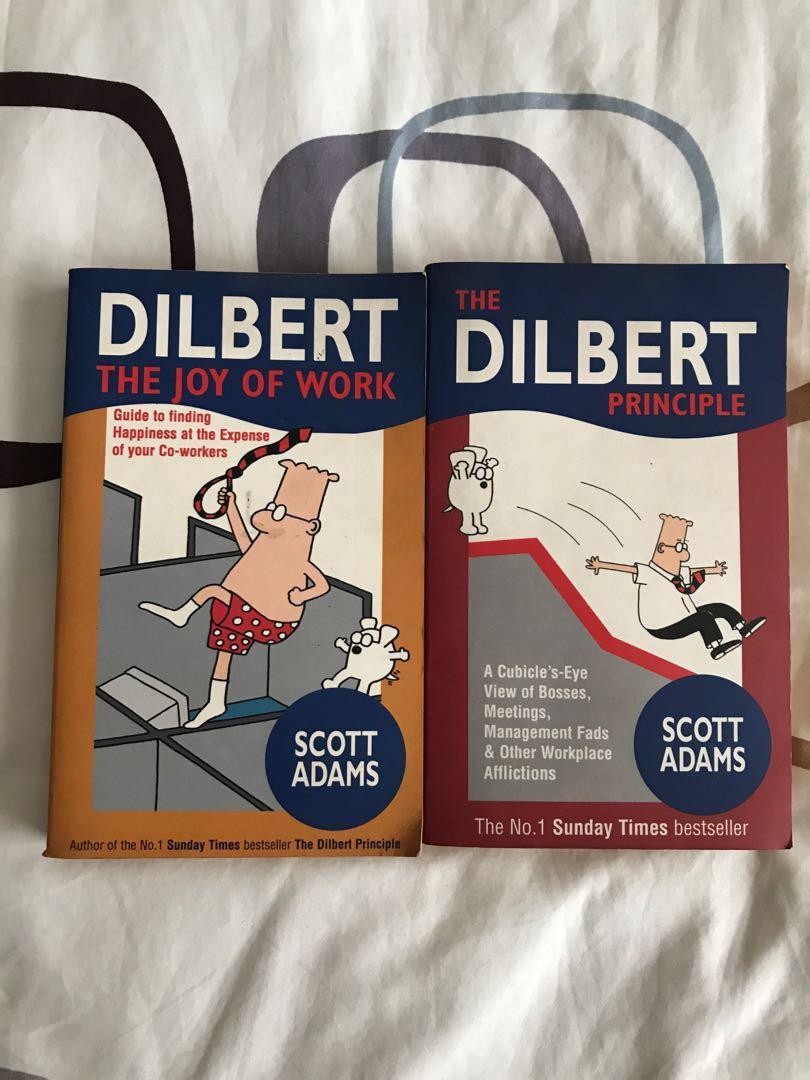 DILBERT
THE JOY OF WORK
Guide to finding
Happiness at the Expense
of your Co-workers
SCOTT
ADAMS
Author of the No.1 Sunday Times bestseller The Dilbert Principle
THE
DILBERT
PRINCIPLE
A Cubicle's-Eye
View of Bosses,
Meetings,
Management Fads
& Other Workplace
Afflictions
SCOTT
ADAMS
The No.1 Sunday Times bestseller